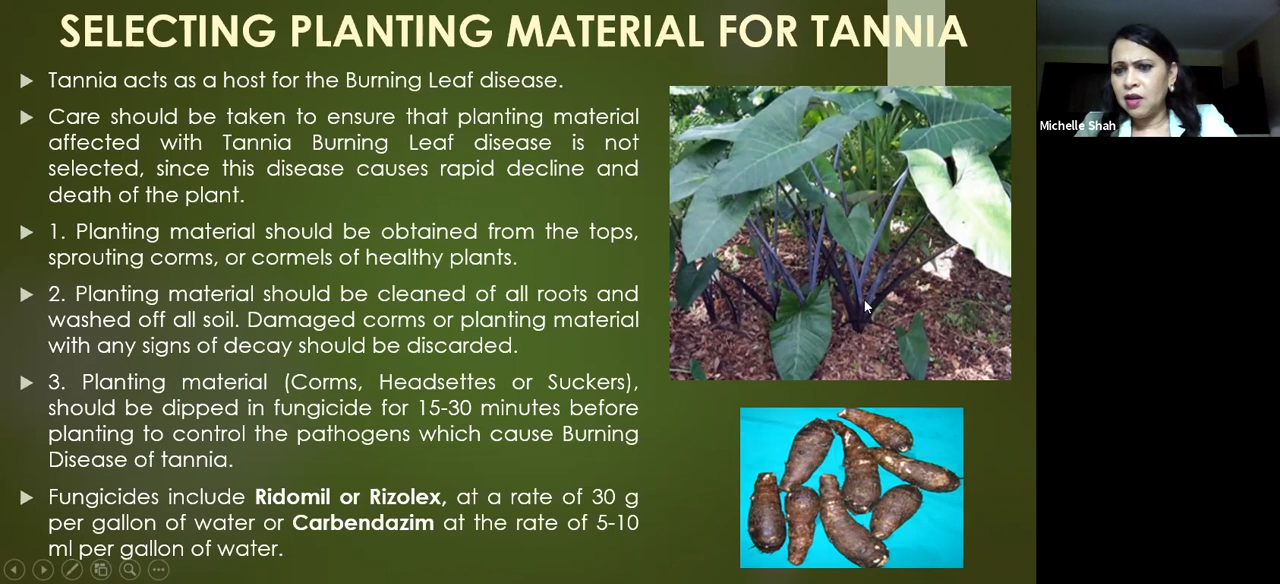 SELECTING PLANTING MATERIAL FOR TANNIA
Tannia acts as a host for the Burning Leaf disease.
Care should be taken to ensure that planting material
affected with Tannia Burning Leaf disease is not
selected, since this disease causes rapid decline and
death of the plant.
1. Planting material should be obtained from the tops,
sprouting corms, or cormels of healthy plants.
2. Planting material should be cleaned of all roots and
washed off all soil. Damaged corms or planting material
with any signs of decay should be discarded.
3. Planting material (Corms, Headsettes or Suckers),
should be dipped in fungicide for 15-30 minutes before
planting to control the pathogens which cause Burning
Disease of tannia.
Fungicides include Ridomil or Rizolex, at a rate of 30 g
per gallon of water or Carbendazim at the rate of 5-10
ml per gallon of water.
Michelle Shah